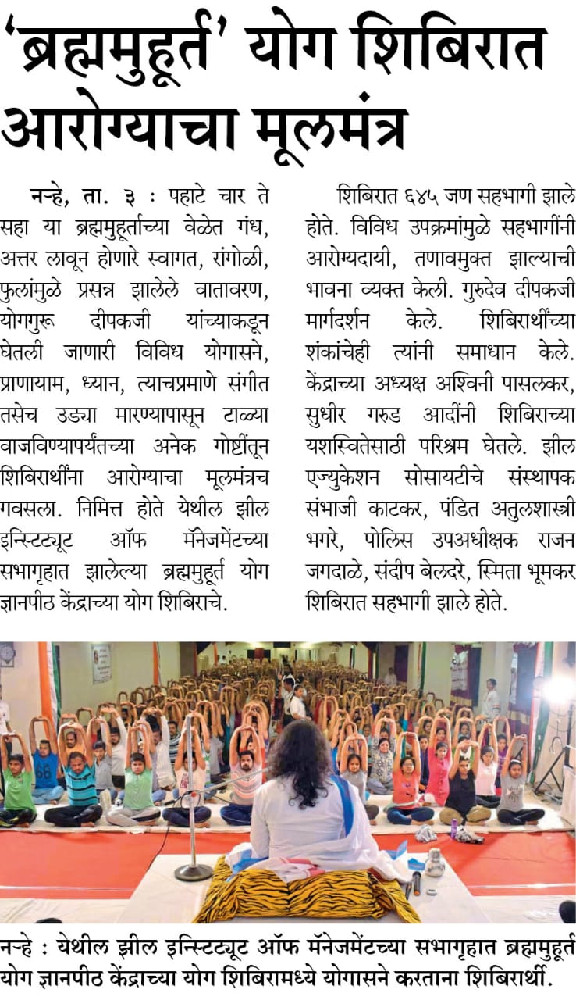 ‘ब्रह्ममुहूर्त’ योग शिबिरात
आरोग्याचा मूलमंत्र
नऱ्हे, ता. ३ : पहाटे चार ते
सहा या ब्रह्ममुहूर्ताच्या वेळेत गंध,
अत्तर लावून होणारे स्वागत, रांगोळी,
फुलांमुळे प्रसन्न झालेले वातावरण,
योगगुरू दीपकजी यांच्याकडून
घेतली जाणारी विविध योगासने,
प्राणायाम, ध्यान, त्याचप्रमाणे संगीत
तसेच उड्या मारण्यापासून टाळ्या
वाजविण्यापर्यंतच्या अनेक गोष्टींतून
शिबिरार्थींना आरोग्याचा मूलमंत्रच
गवसला. निमित्त होते येथील झील
इन्स्टिट्यूट ऑफ मॅनेजमेंटच्या
सभागृहात झालेल्या ब्रह्ममुहूर्त योग
ज्ञानपीठ केंद्राच्या योग शिबिराचे.
शिबिरात ६४५ जण सहभागी झाले
होते. विविध उपक्रमांमुळे सहभागींनी
आरोग्यदायी, तणावमुक्त झाल्याची
भावना व्यक्त केली. गुरुदेव दीपकजी
मार्गदर्शन केले. शिबिरार्थींच्या
शंकांचेही त्यांनी समाधान केले.
केंद्राच्या अध्यक्ष अश्विनी पासलकर,
सुधीर गरुड आदींनी शिबिराच्या
यशस्वितेसाठी परिश्रम घेतले. झील
एज्युकेशन सोसायटीचे संस्थापक
संभाजी काटकर, पंडित अतुलशास्त्री
भगरे, पोलिस उपअधीक्षक राजन
जगदाळे, संदीप बेलदरे, स्मिता भूमकर
शिबिरात सहभागी झाले होते.
नऱ्हे : येथील झील इन्स्टिट्यूट ऑफ मॅनेजमेंटच्या सभागृहात ब्रह्ममुहूर्त
योग ज्ञानपीठ केंद्राच्या योग शिबिरामध्ये योगासने करताना शिबिरार्थी.